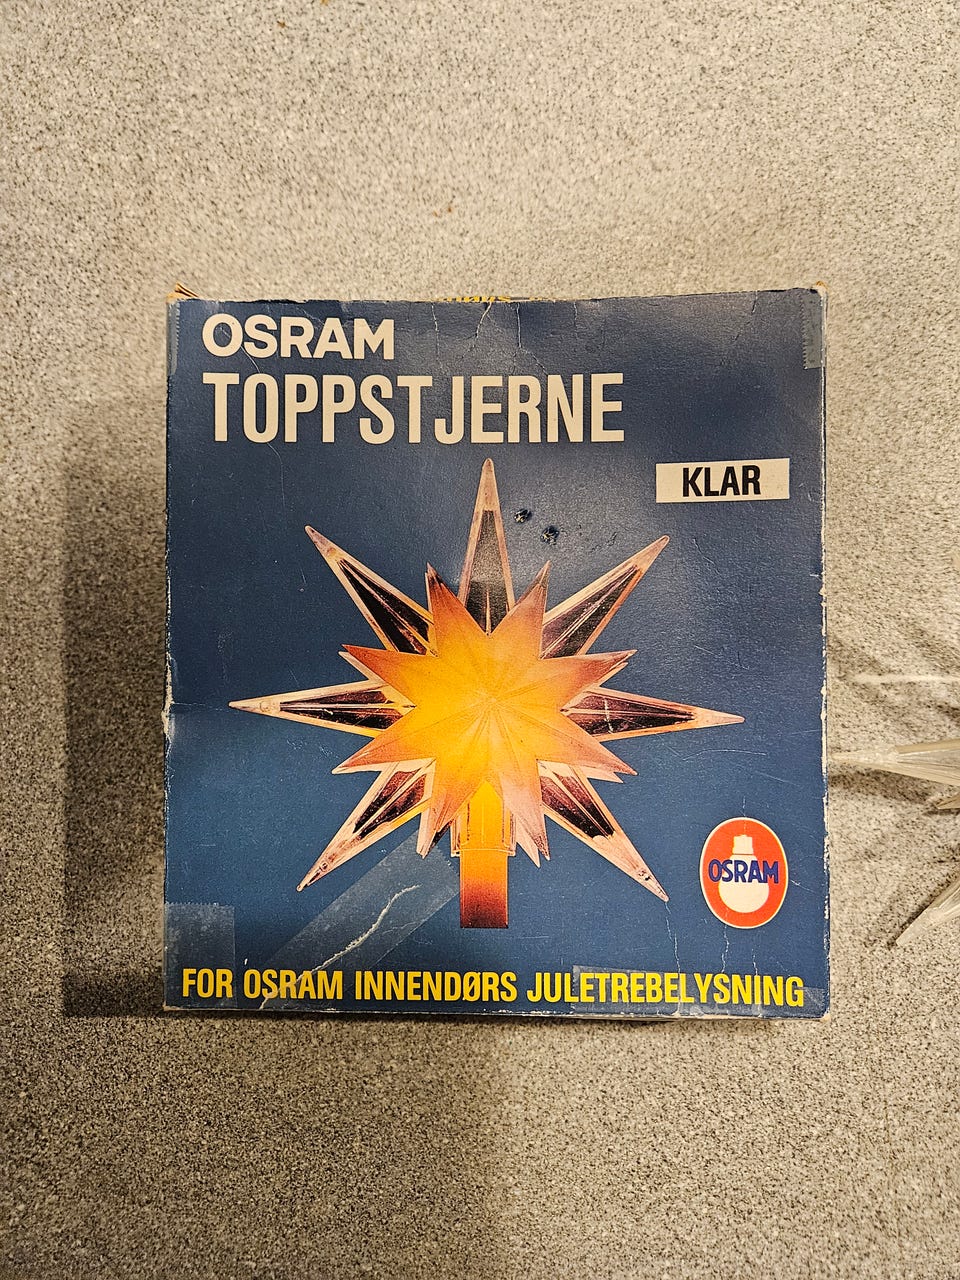 OSRAM
TOPPSTJERNE
KLAR
OSRAM
FOR OSRAM INNENDØRS JULETREBELYSNING